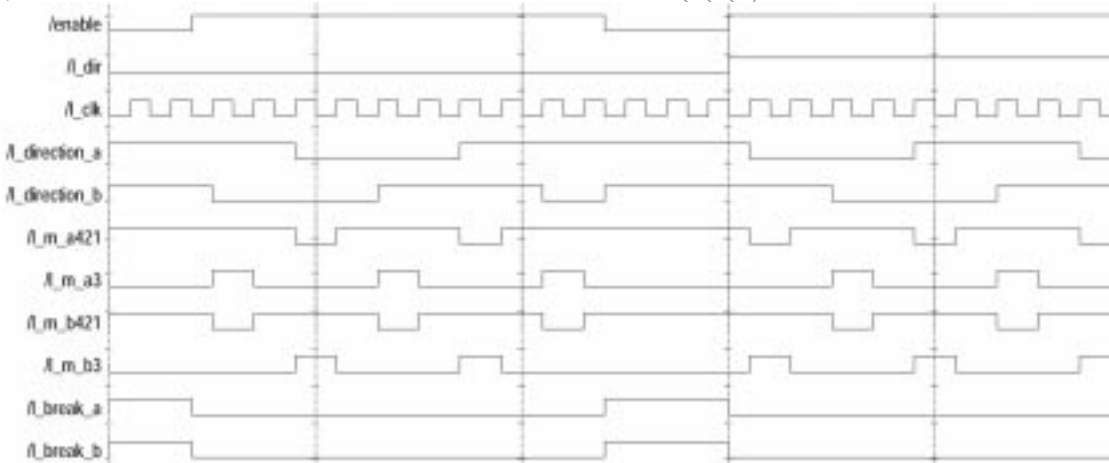 /enable
/l_dir
/l_clk
/l_direction_a
/l_direction_b
/l_m_a421
/l_m_a3
/l_m_b421
/l_m_b3
/l_break_a
/l_break_b